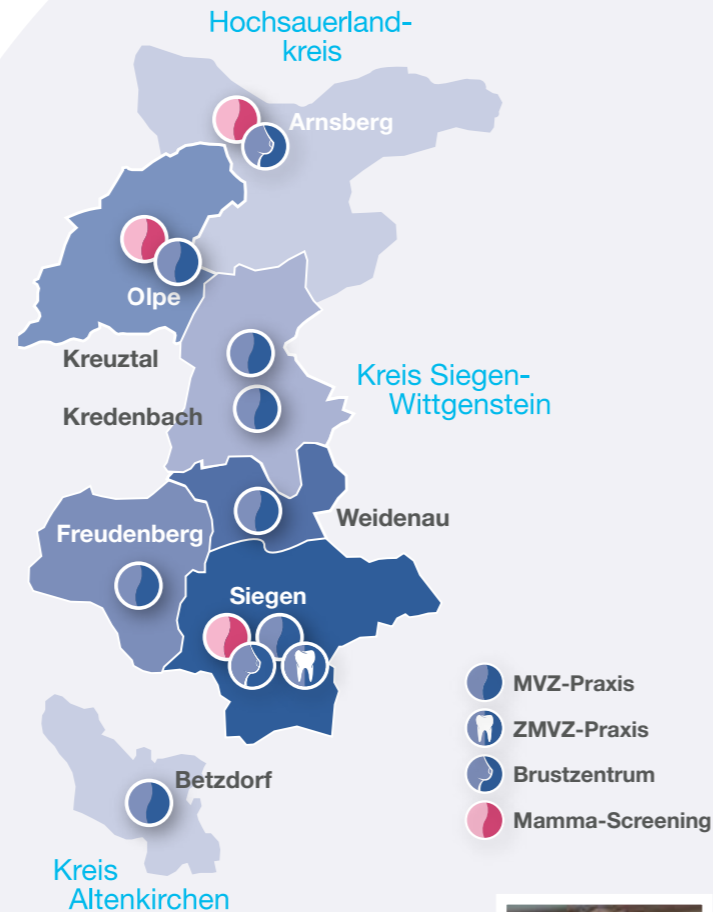 Hochsauerland-
kreis
Arnsberg
Olpe
Kreuztal
Kreis Siegen-
Wittgenstein
Kredenbach
Weidenau
Freudenberg
Siegen
MVZ-Praxis
ZMVZ-Praxis
Brustzentrum
Mamma-Screening
Betzdorf
Kreis
Altenkirchen